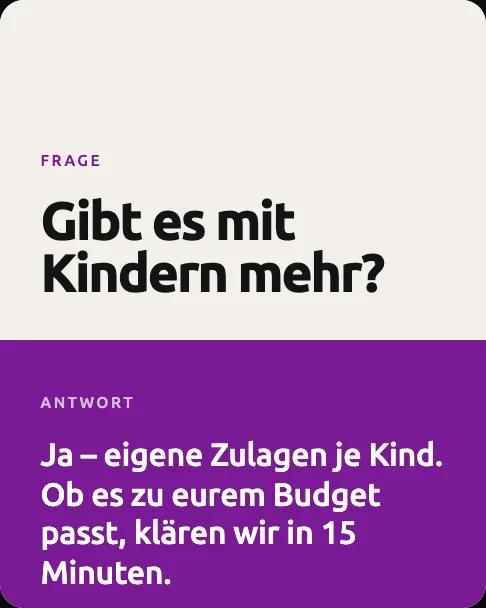 FRAGE
Gibt es mit
Kindern mehr?
ANTWORT
Ja – eigene Zulagen je Kind.
Ob es zu eurem Budget
passt, klären wir in 15
Minuten.